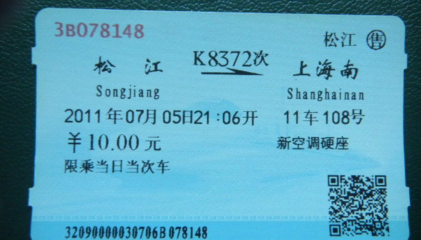 3B078148 松江 售
松江 K8372次 上海南
Songjiang Shanghainan
2011年07月05日21:06开 11车108号
¥10.00元 新空调硬座
限乘当日当次车
32090000030706B078148